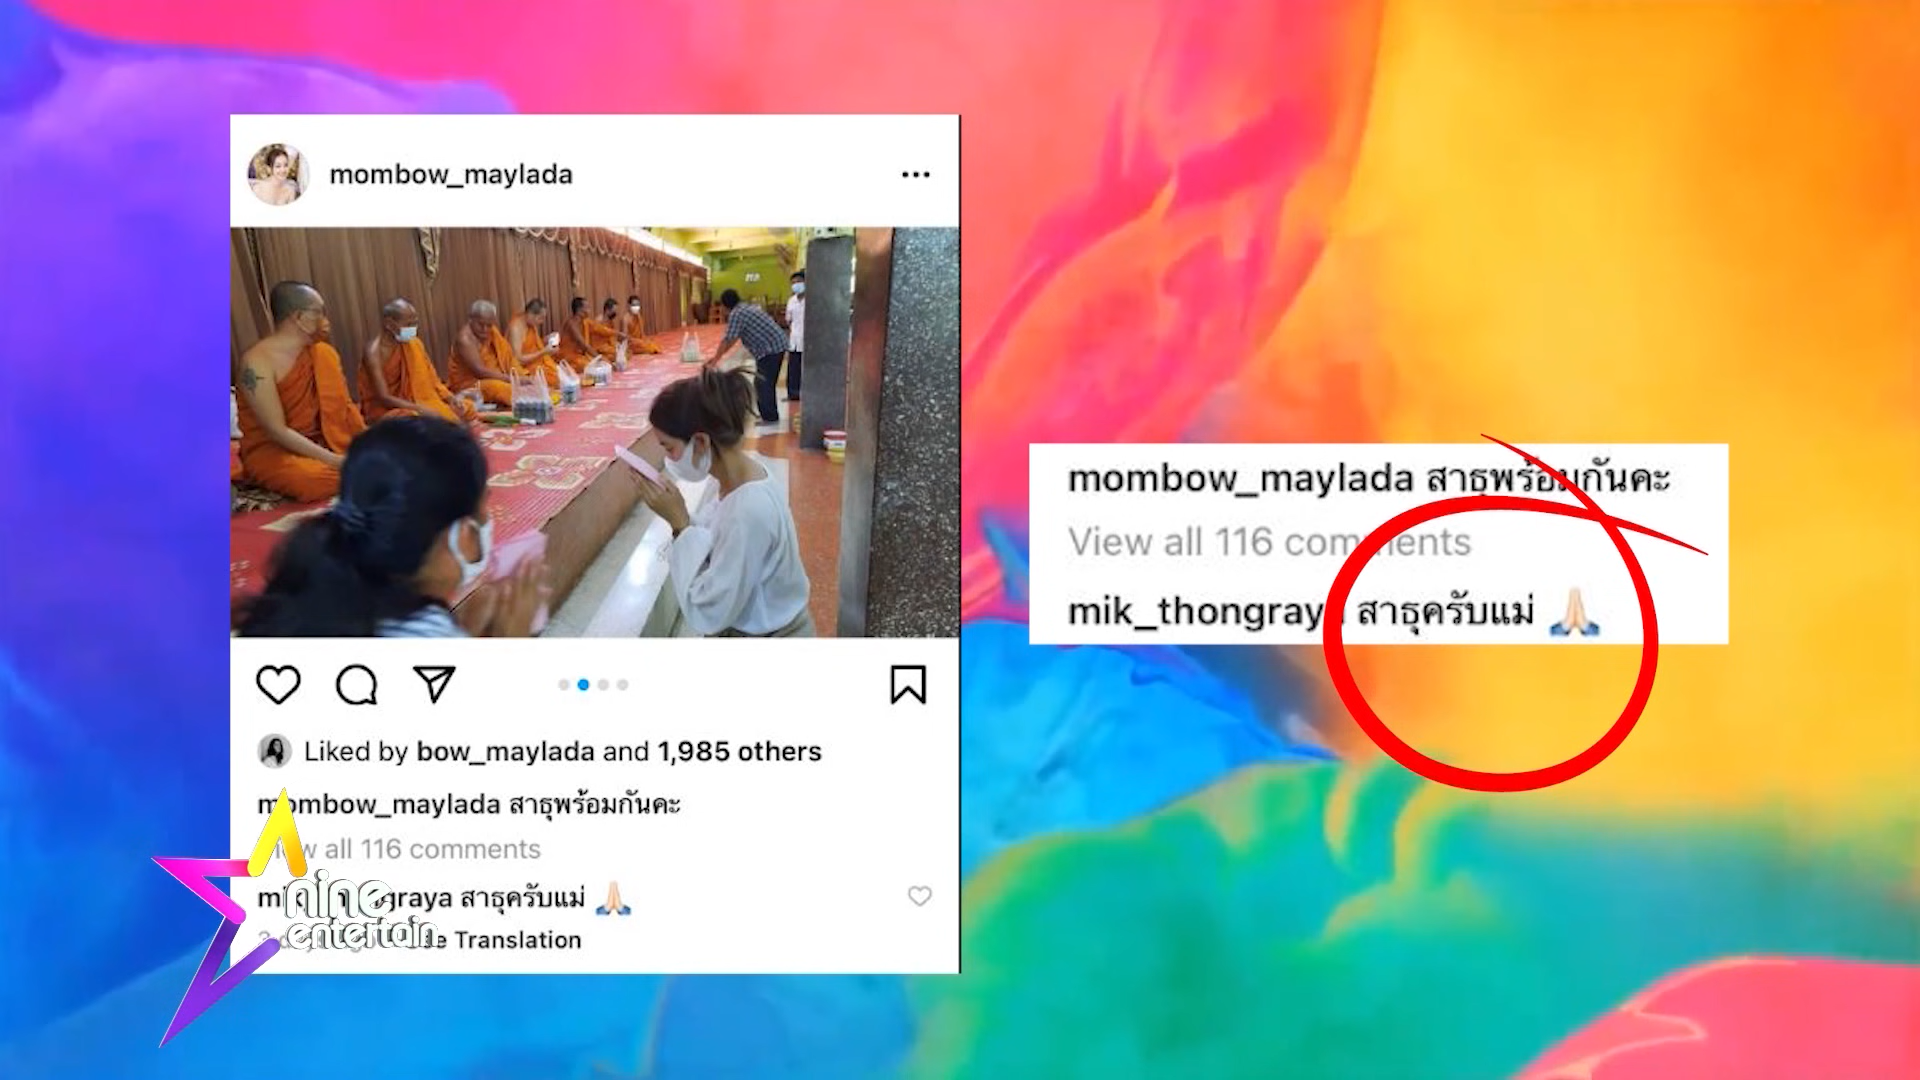 mombow_maylada
Liked by bow_maylada and 1,985 others
mombow_maylada สาธุพร้อมกันคะ
all 116 comments
สาธุครับแม่ 🙏🏻
Translation
nine
entertain
mombow_maylada สาธุพร้อมกันคะ
View all 116 comments
mik_thongraya สาธุครับแม่ 🙏🏻